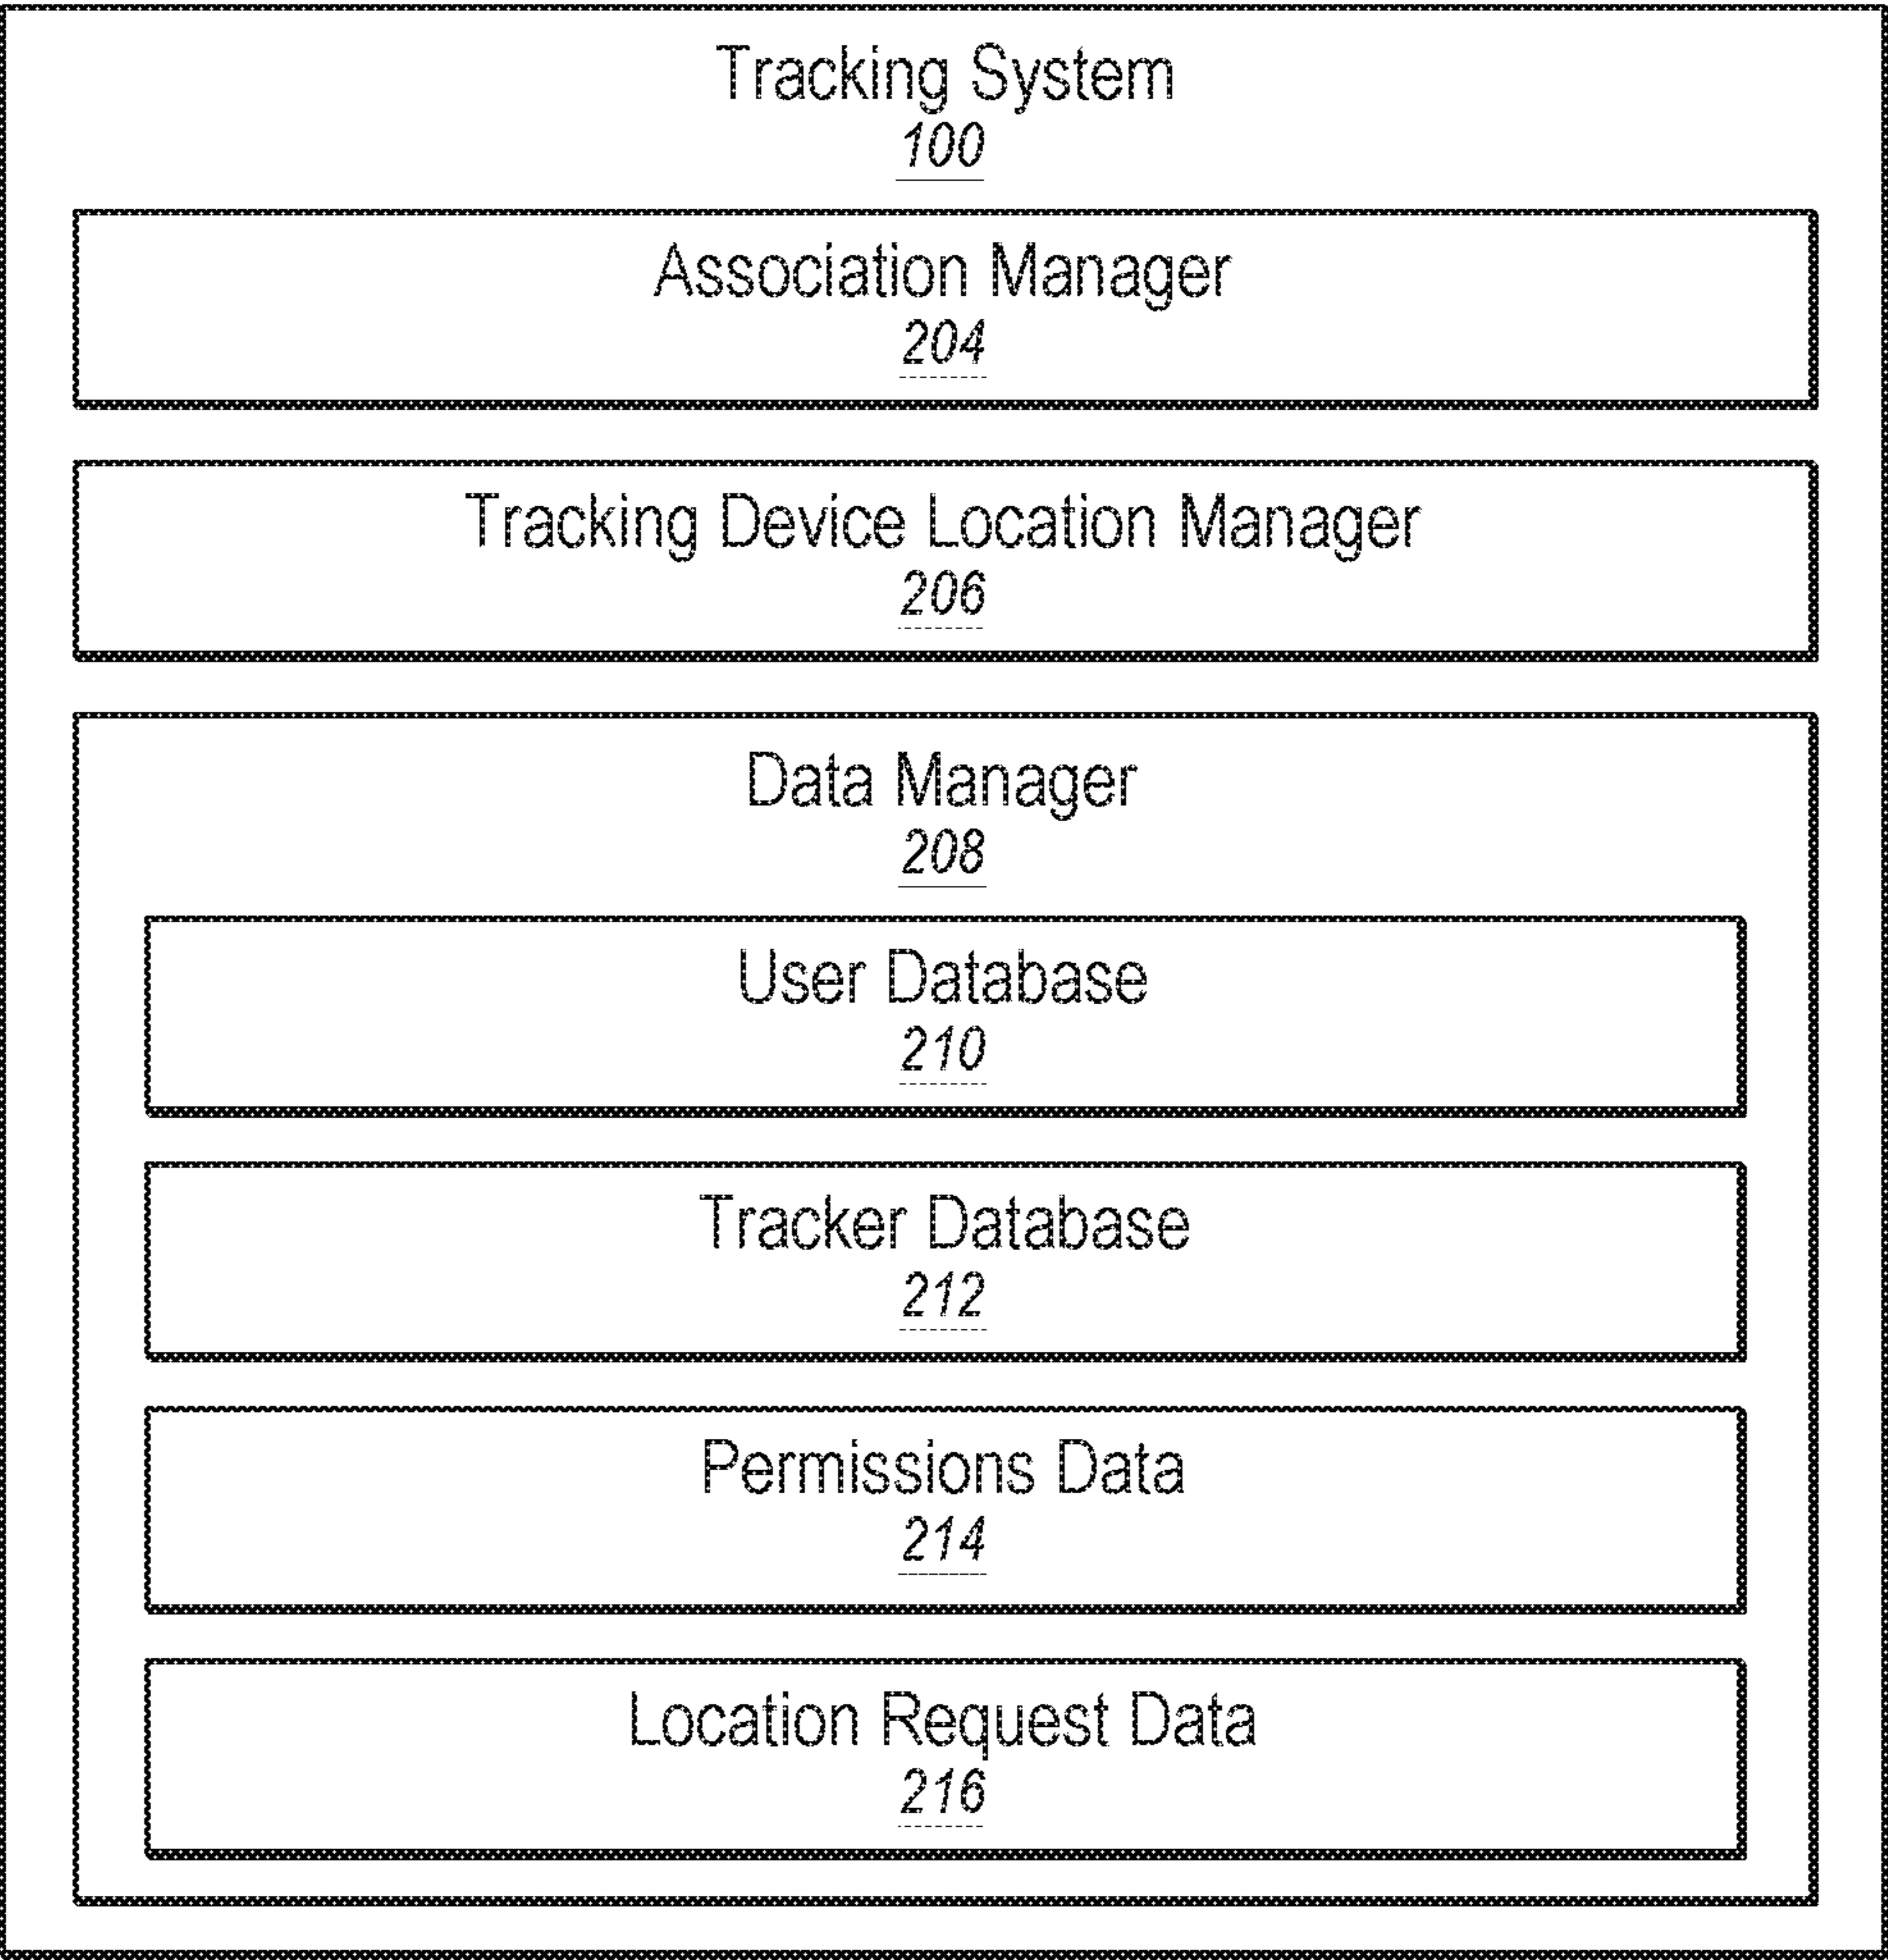 Tracking System
100
Association Manager
204
Tracking Device Location Manager
206
Data Manager
208
User Database
210
Tracker Database
212
Permissions Data
214
Location Request Data
216